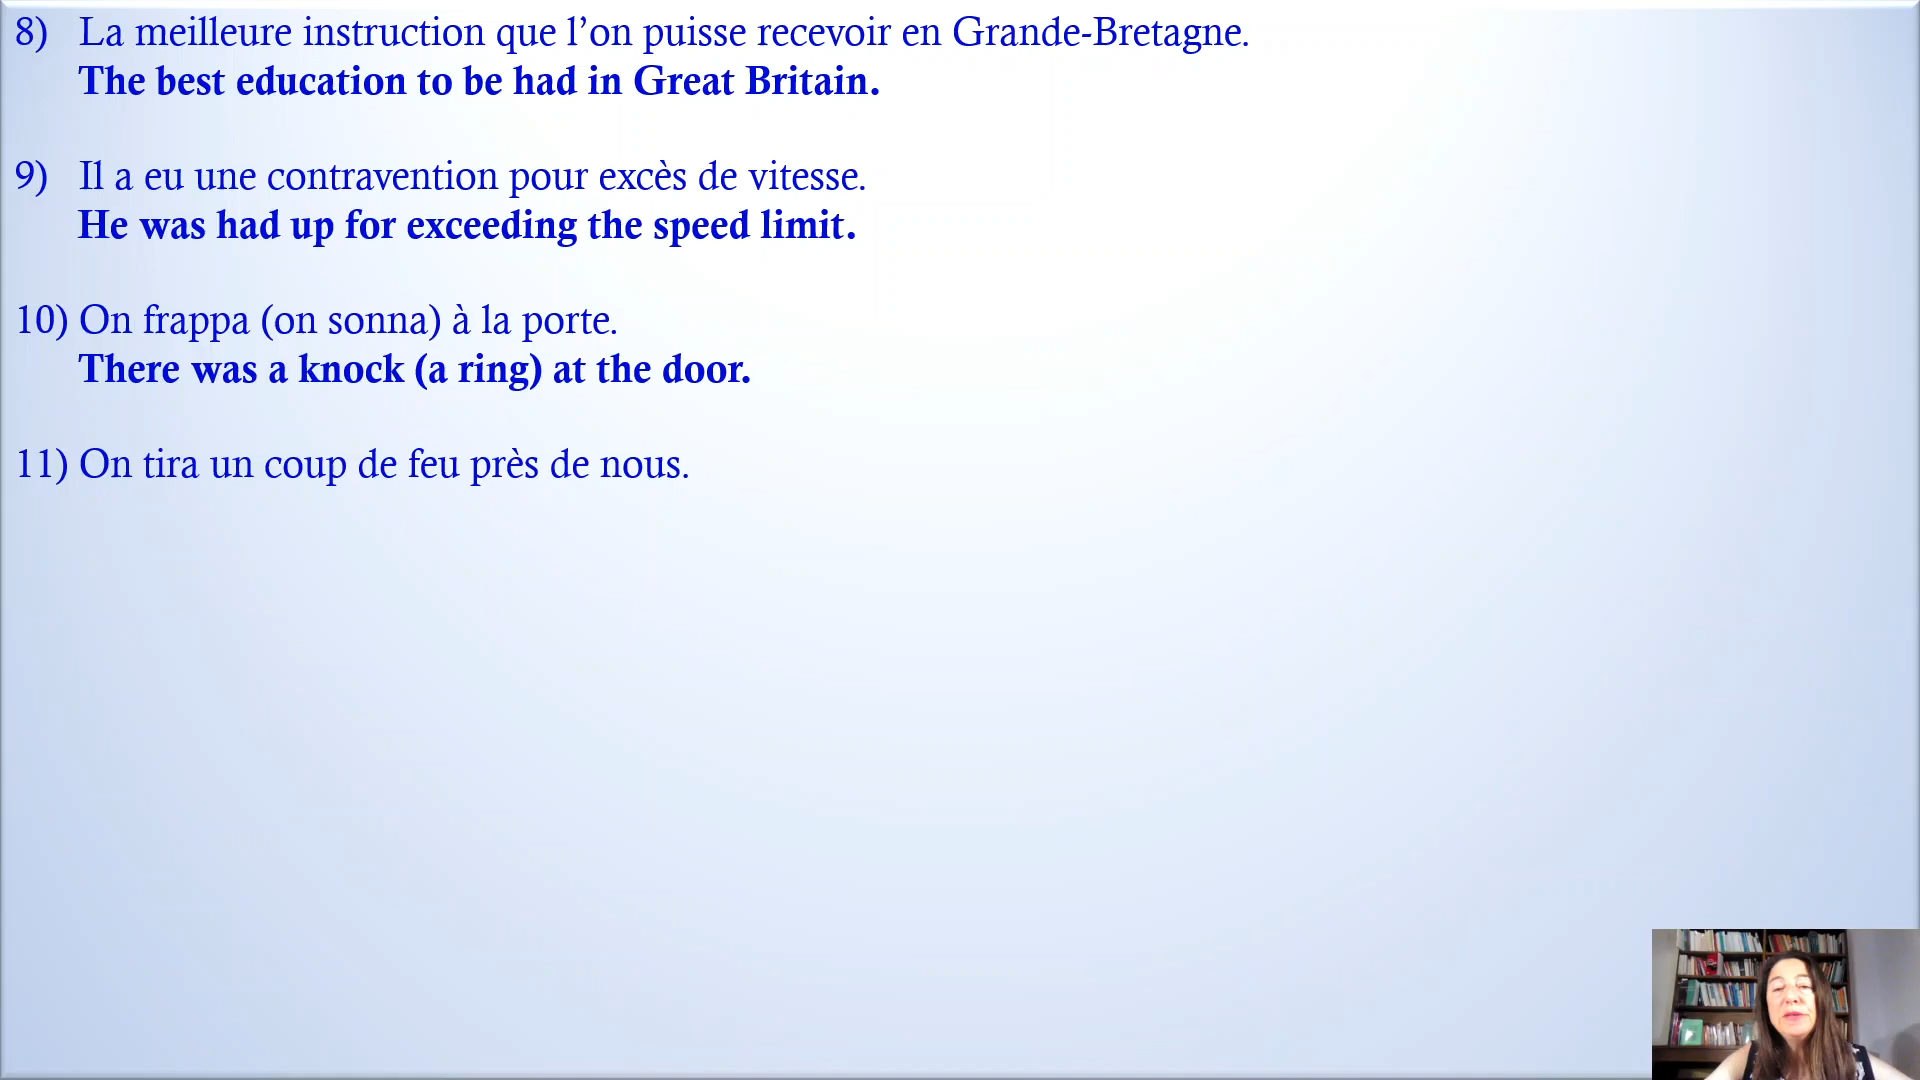 8) La meilleure instruction que l’on puisse recevoir en Grande-Bretagne.
The best education to be had in Great Britain.
9) Il a eu une contravention pour excès de vitesse.
He was had up for exceeding the speed limit.
10) On frappa (on sonna) à la porte.
There was a knock (a ring) at the door.
11) On tira un coup de feu près de nous.